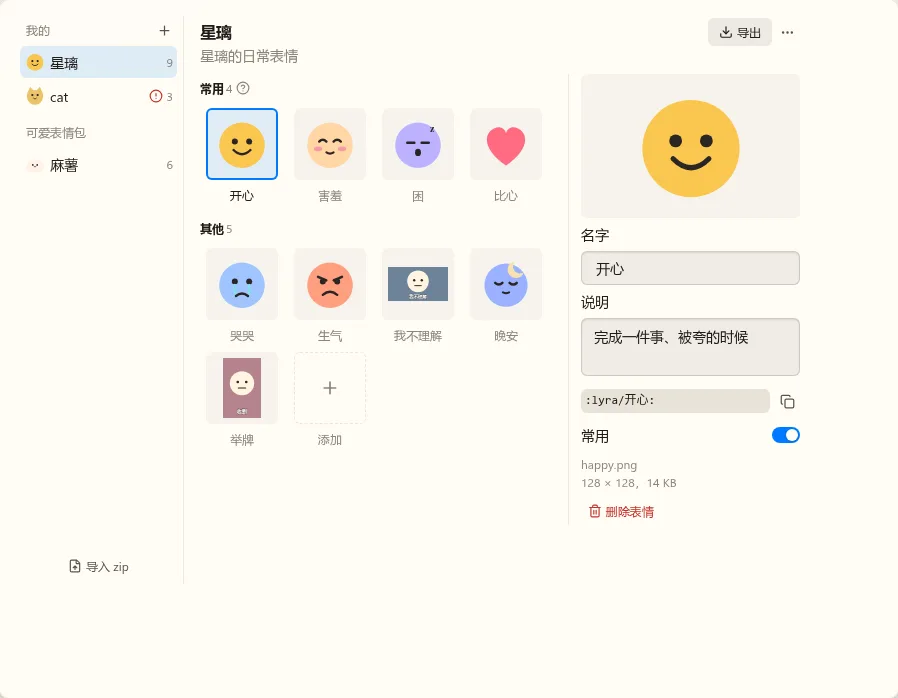 我的
星璃
9
cat
3
可爱表情包
麻薯
6
导入 zip
星璃
星璃的日常表情
导出
常用 4
开心
害羞
z
困
比心
其他 5
哭哭
生气
我不理解
晚安
举牌
添加
名字
开心
说明
完成一件事、被夸的时候
:lyra/开心:
常用
happy.png
128 × 128，14 KB
删除表情